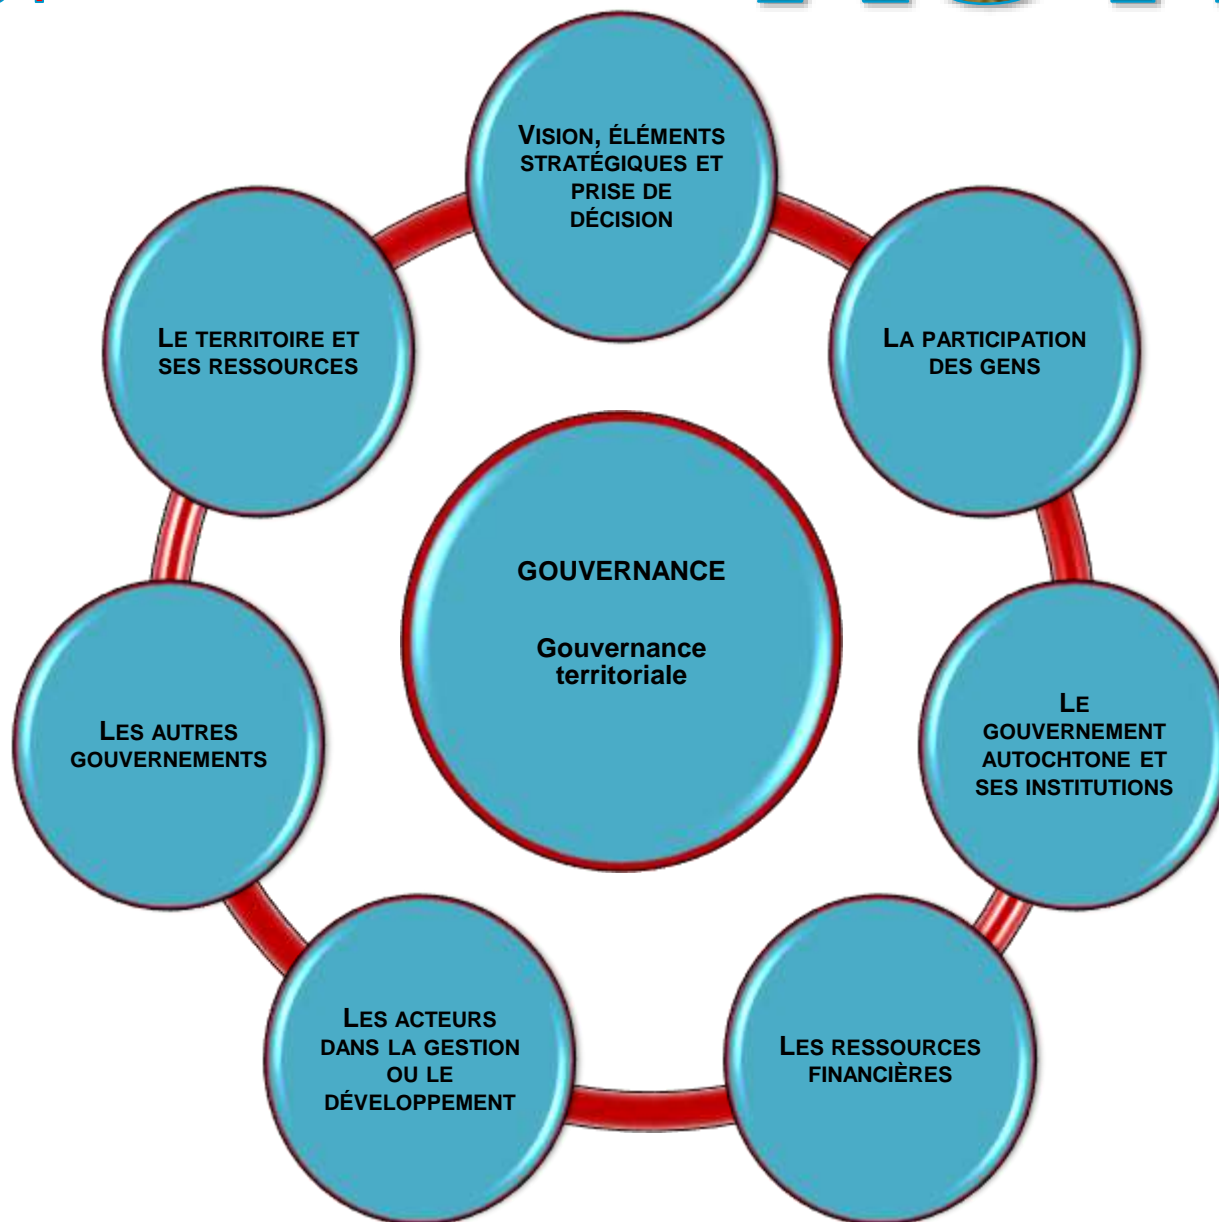 VISION, ÉLÉMENTS
STRATÉGIQUES ET
PRISE DE
DÉCISION
LA PARTICIPATION
DES GENS
LE
GOUVERNEMENT
AUTOCHTONE ET
SES INSTITUTIONS
LES RESSOURCES
FINANCIÈRES
LES ACTEURS
DANS LA GESTION
OU LE
DÉVELOPPEMENT
LES AUTRES
GOUVERNEMENTS
LE TERRITOIRE ET
SES RESSOURCES
GOUVERNANCE
Gouvernance
territoriale